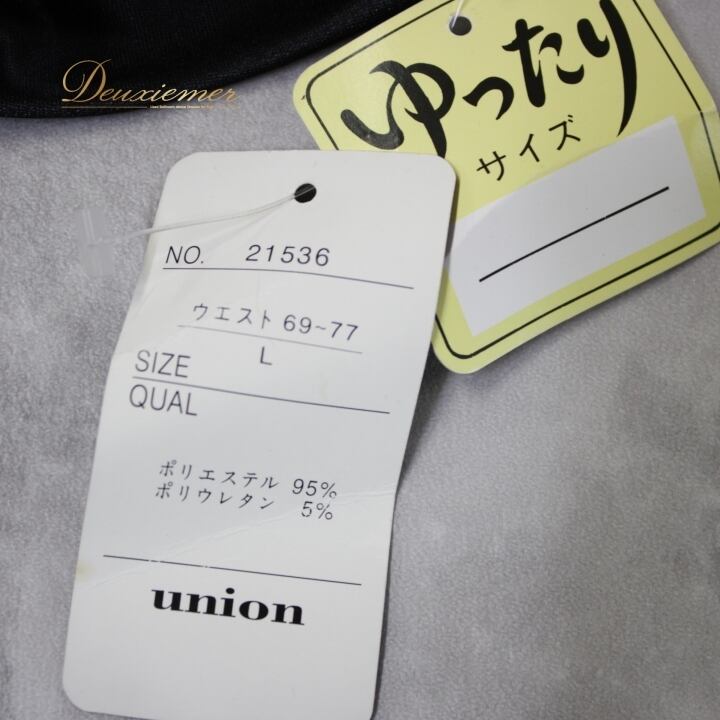 Deuxiemer
ゆったり
サイズ
NO. 21536
ウエスト 69~77
SIZE L
QUAL
ポリエステル 95%
ポリウレタン 5%
union